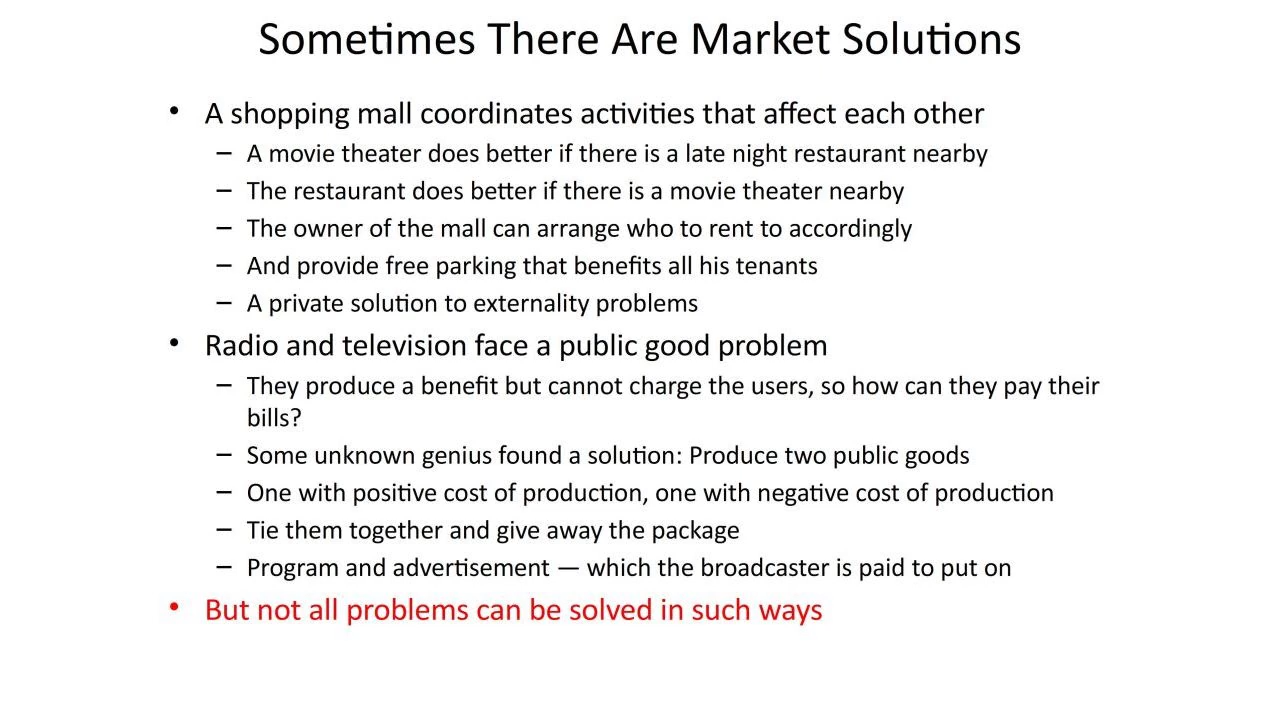 Sometimes There Are Market Solutions
• A shopping mall coordinates activities that affect each other
– A movie theater does better if there is a late night restaurant nearby
– The restaurant does better if there is a movie theater nearby
– The owner of the mall can arrange who to rent to accordingly
– And provide free parking that benefits all his tenants
– A private solution to externality problems
• Radio and television face a public good problem
– They produce a benefit but cannot charge the users, so how can they pay their
bills?
– Some unknown genius found a solution: Produce two public goods
– One with positive cost of production, one with negative cost of production
– Tie them together and give away the package
– Program and advertisement — which the broadcaster is paid to put on
• But not all problems can be solved in such ways